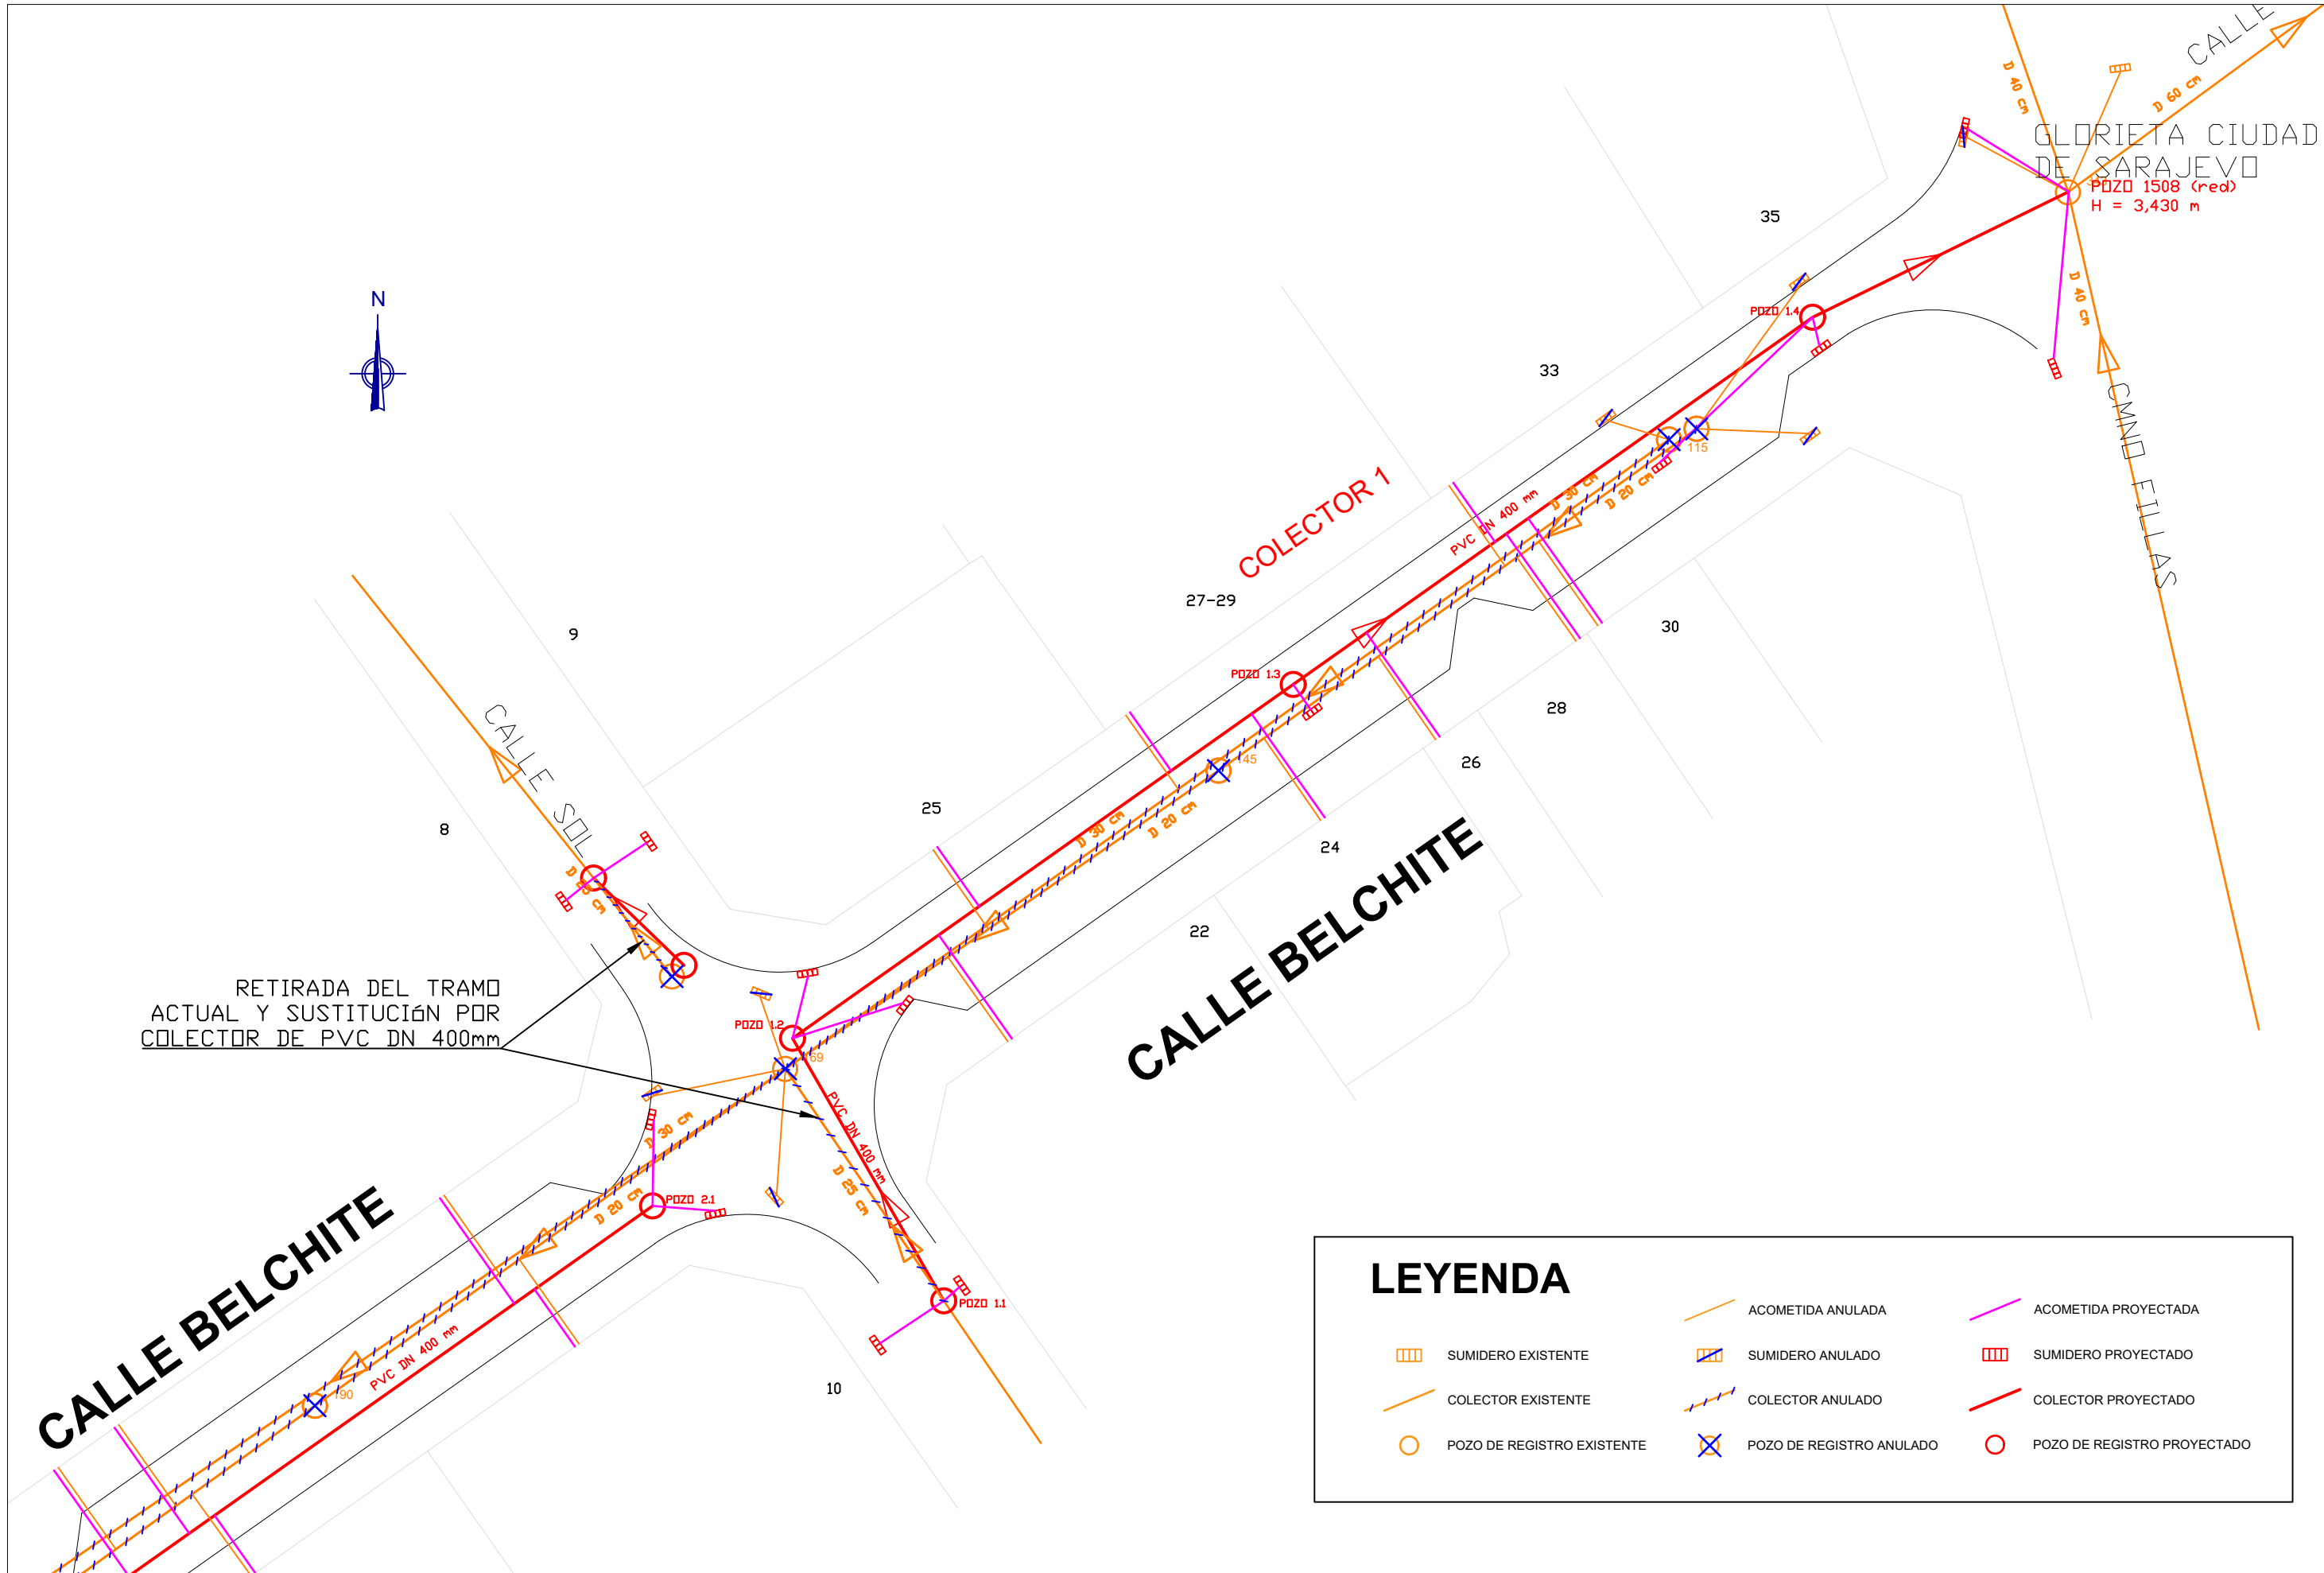 CALLE
D 40 CM
D 60 CM
GLORIETA CIUDAD
DE SARAJEVO
POZO 1508 (red)
H = 3,430 m
35
N
D 40 CM
POZO 1.4
33
CMNO FILLAS
115
COLECTOR 1
PVC DN 400 mm
D 30 CM
D 20 CM
27-29
30
9
POZO 1.3
28
26
145
CALLE SOL
25
D 30 CM
D 20 CM
8
24
CALLE BELCHITE
22
RETIRADA DEL TRAMO
ACTUAL Y SUSTITUCIóN POR
COLECTOR DE PVC DN 400mm
POZO 1.2
169
D 30 CM
PVC DN 400 mm
D 25 CM
D 20 CM
POZO 2.1
CALLE BELCHITE
POZO 1.1
PVC DN 400 mm
190
10
LEYENDA
ACOMETIDA ANULADA
ACOMETIDA PROYECTADA
SUMIDERO EXISTENTE
SUMIDERO ANULADO
SUMIDERO PROYECTADO
COLECTOR EXISTENTE
COLECTOR ANULADO
COLECTOR PROYECTADO
POZO DE REGISTRO EXISTENTE
POZO DE REGISTRO ANULADO
POZO DE REGISTRO PROYECTADO